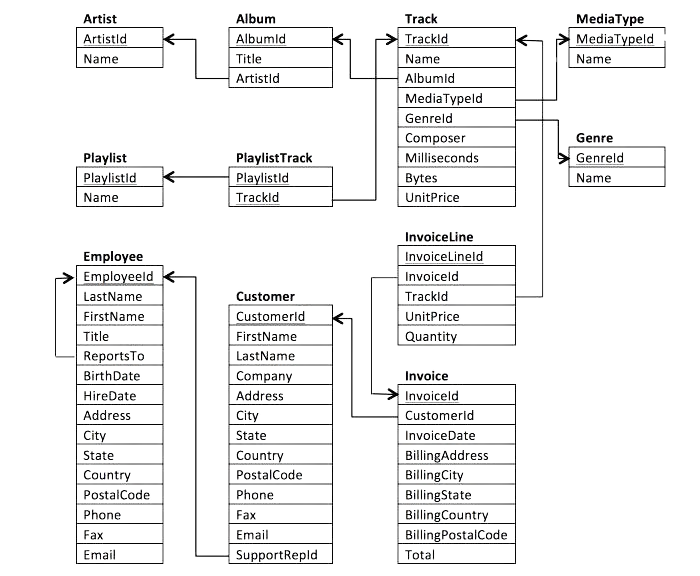 Artist
ArtistId
Name
Album
AlbumId
Title
ArtistId
Track
TrackId
Name
AlbumId
MediaTypeId
GenreId
Composer
Milliseconds
Bytes
UnitPrice
MediaType
MediaTypeId
Name
Genre
GenreId
Name
Playlist
PlaylistId
Name
PlaylistTrack
PlaylistId
TrackId
Employee
EmployeeId
LastName
FirstName
Title
ReportsTo
BirthDate
HireDate
Address
City
State
Country
PostalCode
Phone
Fax
Email
Customer
CustomerId
FirstName
LastName
Company
Address
City
State
Country
PostalCode
Phone
Fax
Email
SupportRepId
InvoiceLine
InvoiceLineId
InvoiceId
TrackId
UnitPrice
Quantity
Invoice
InvoiceId
CustomerId
InvoiceDate
BillingAddress
BillingCity
BillingState
BillingCountry
BillingPostalCode
Total